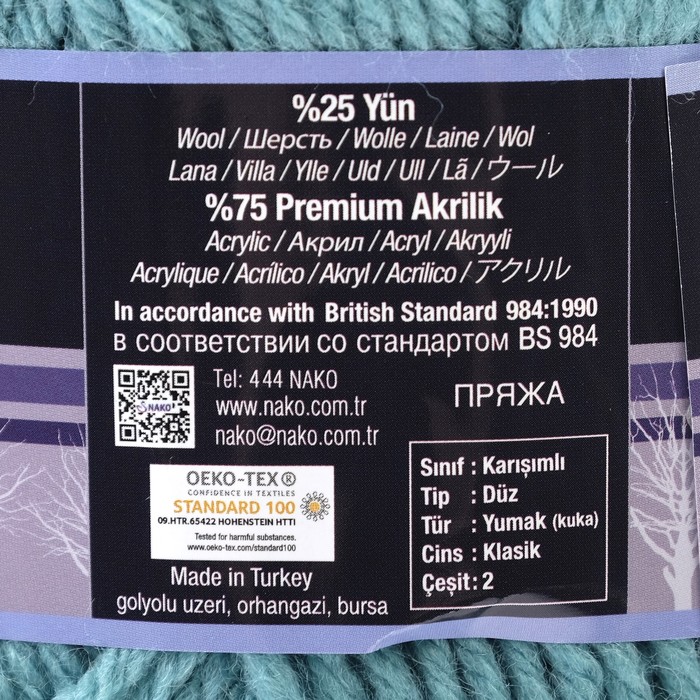 %25 Yün
Wool / Шерсть / Wolle / Laine / Wol
Lana / Villa / Ylle / Uld / Ull / Lã / ウール
%75 Premium Akrilik
Acrylic / Акрил / Acryl / Akryyli
Acrylique / Acrílico / Akryl / Acrilico / アクリル
In accordance with British Standard 984:1990
в соответствии со стандартом BS 984
NAKO
Tel: 4 44 NAKO
www.nako.com.tr
nako@nako.com.tr
ПРЯЖА
OEKO-TEX®
CONFIDENCE IN TEXTILES
STANDARD 100
09.HTR.65422 HOHENSTEIN HTTI
Tested for harmful substances.
www.oeko-tex.com/standard100
Made in Turkey
golyolu uzeri, orhangazi, bursa
Sınıf : Karışımlı
Tip : Düz
Tür : Yumak (kuka)
Cins : Klasik
Çeşit : 2